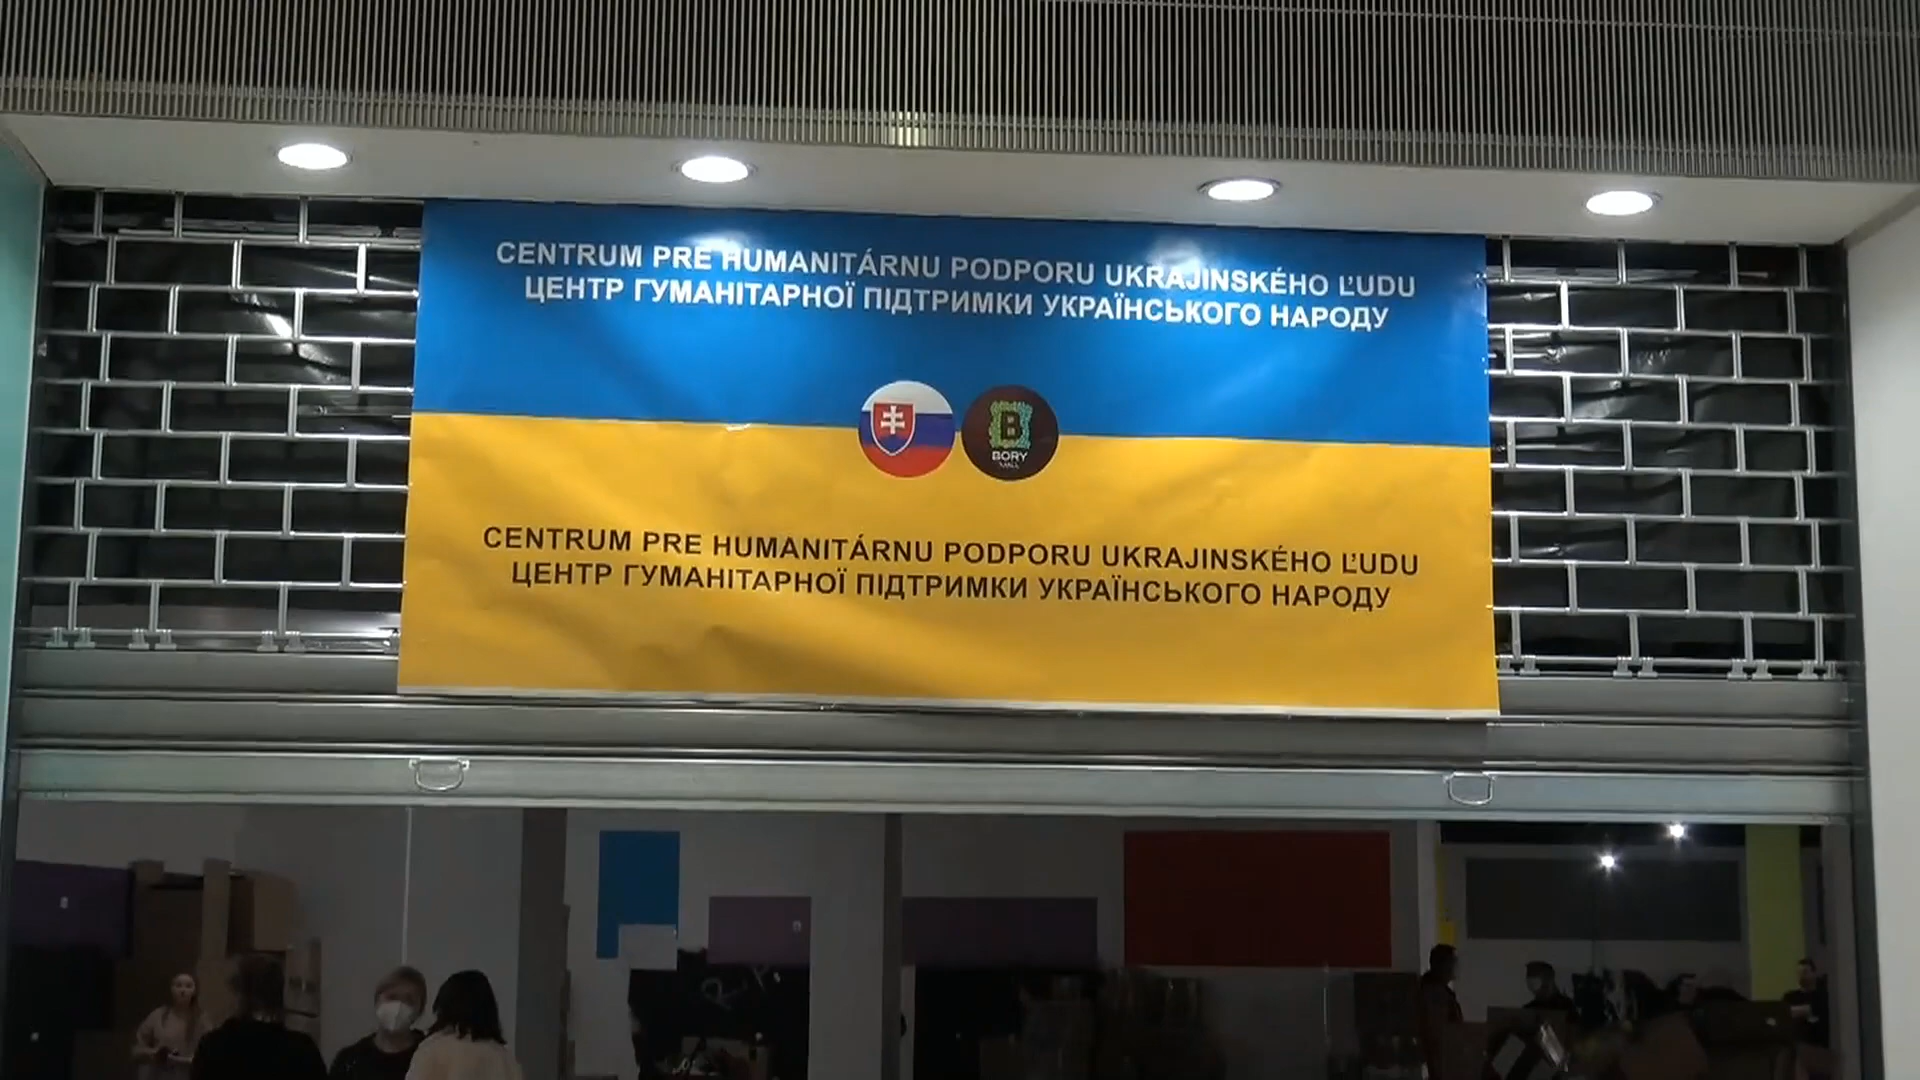 CENTRUM PRE HUMANITÁRNU PODPORU UKRAJINSKÉHO ĽUDU
ЦЕНТР ГУМАНІТАРНОЇ ПІДТРИМКИ УКРАЇНСЬКОГО НАРОДУ
B
BORY
MALL
CENTRUM PRE HUMANITÁRNU PODPORU UKRAJINSKÉHO ĽUDU
ЦЕНТР ГУМАНІТАРНОЇ ПІДТРИМКИ УКРАЇНСЬКОГО НАРОДУ